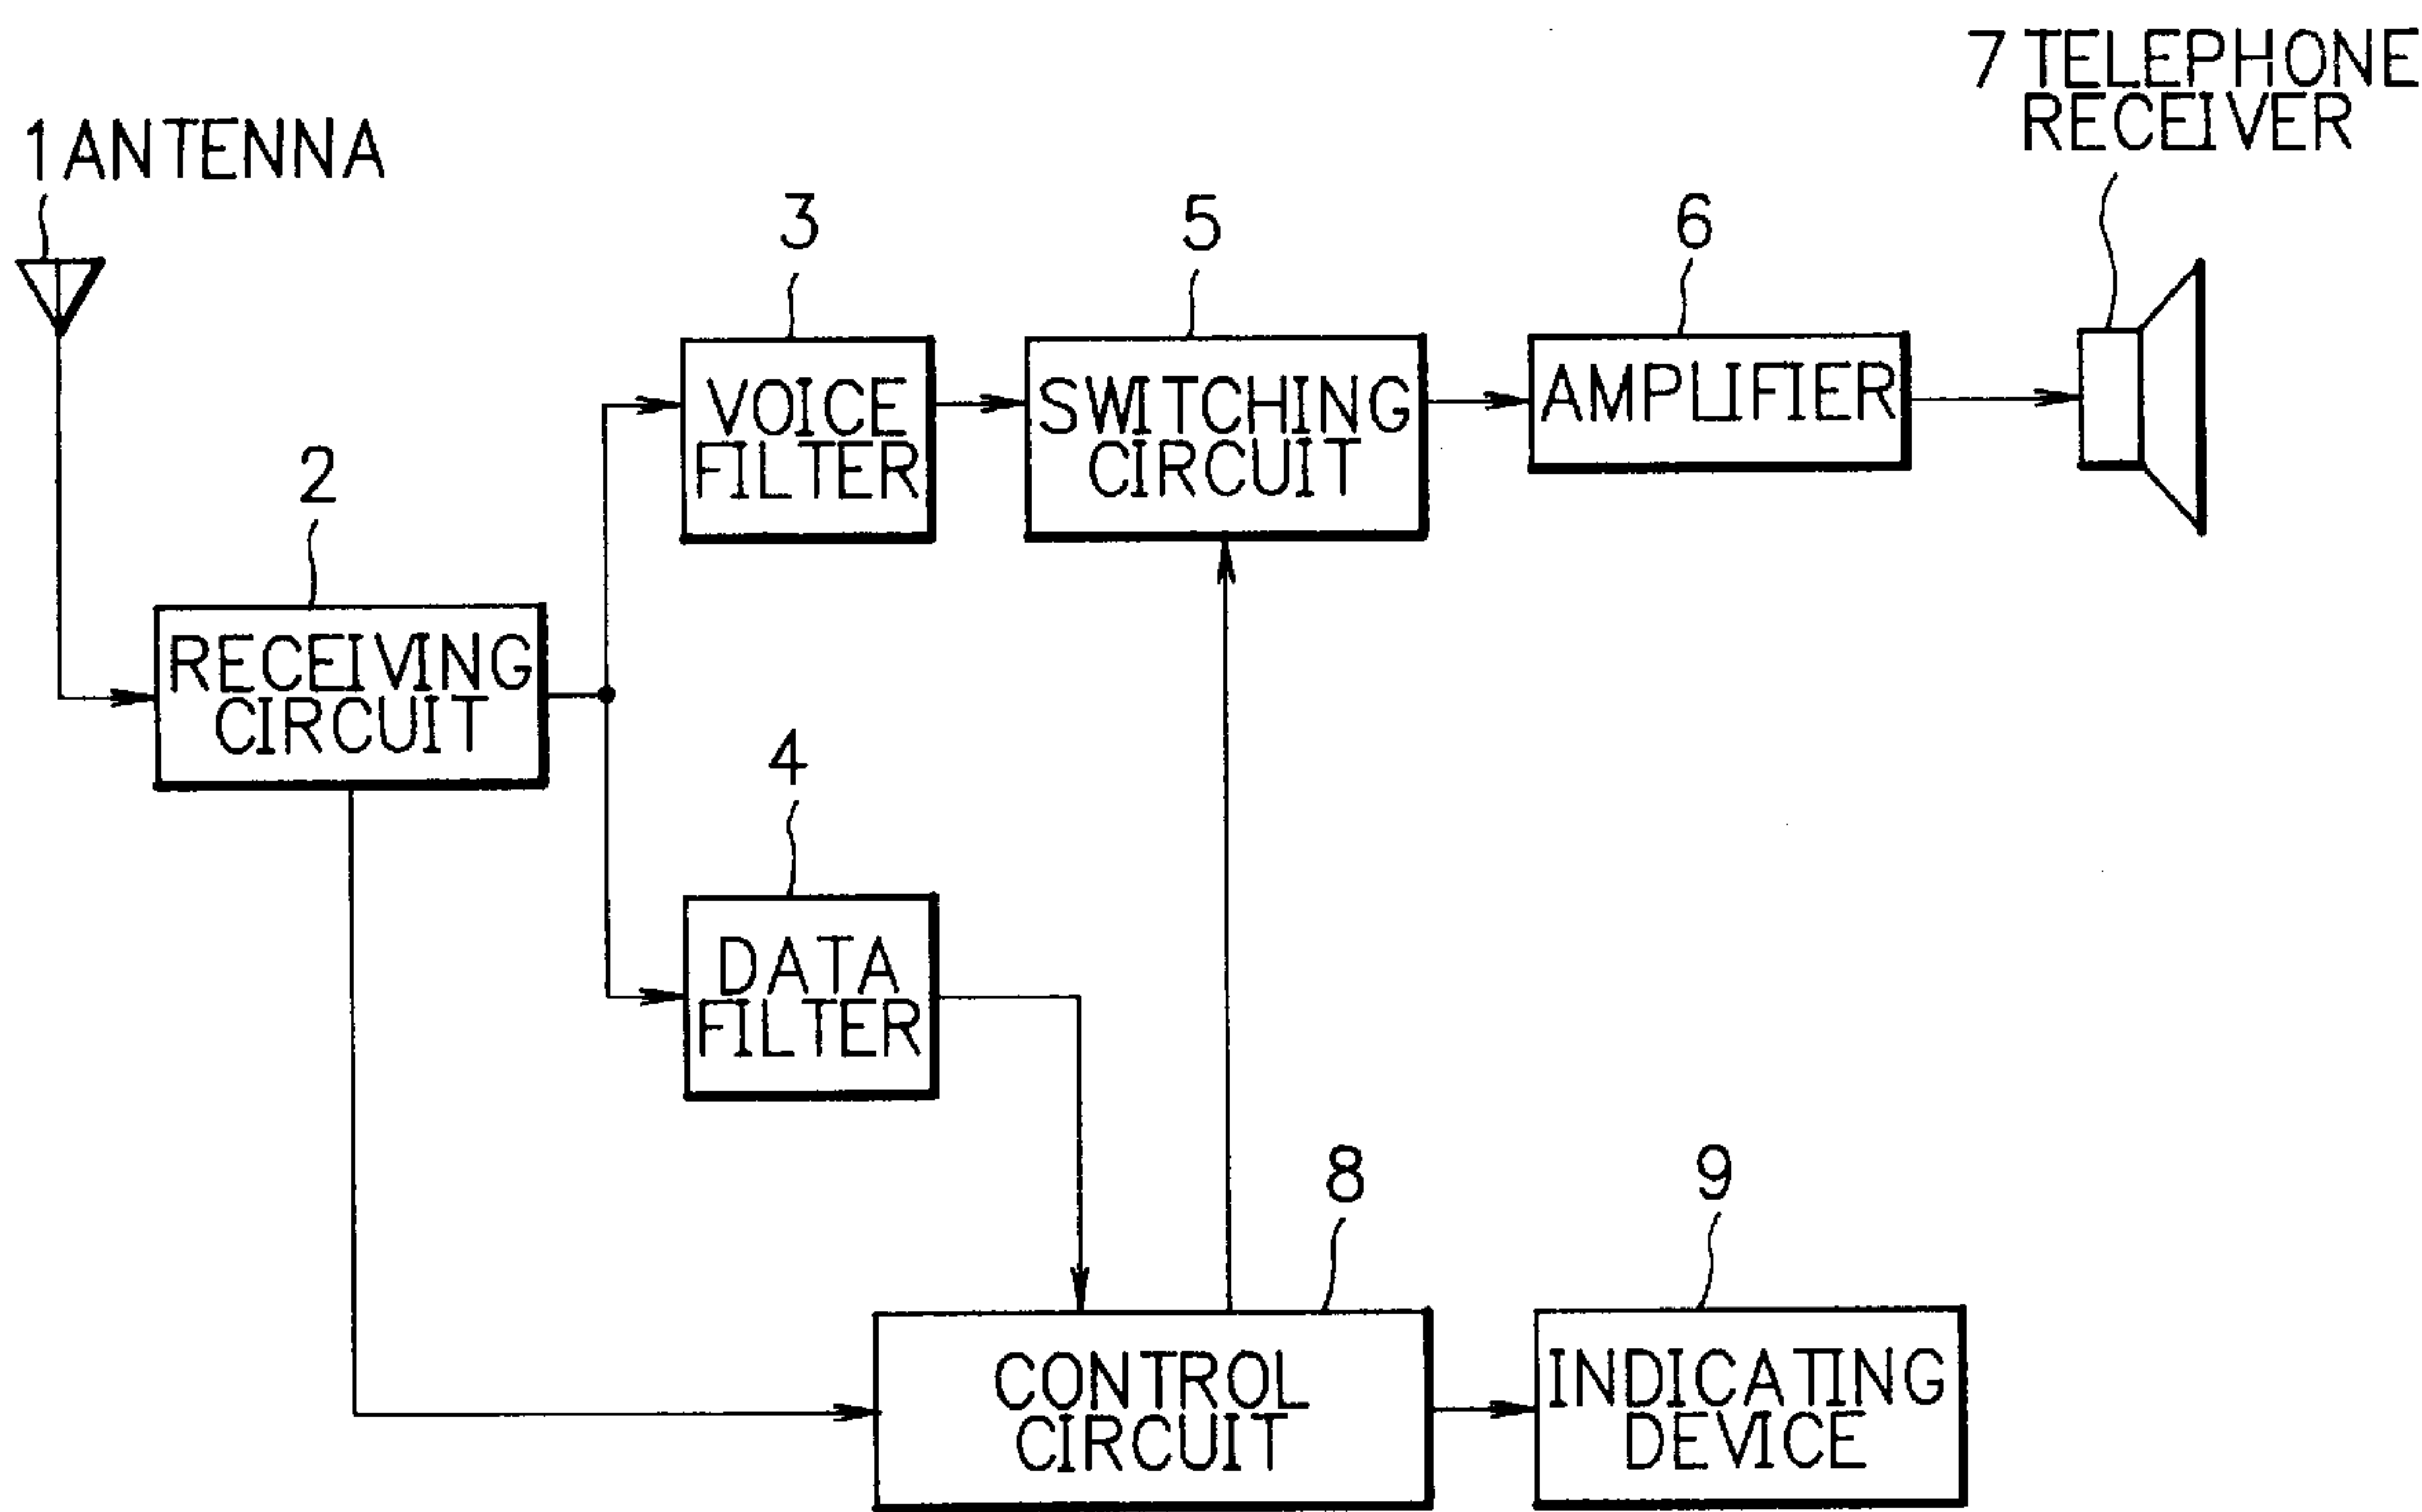 7 TELEPHONE
RECEIVER
1 ANTENNA
3
5
6
VOICE
FILTER
SWITCHING
CIRCUIT
AMPLIFIER
2
RECEIVING
CIRCUIT
4
DATA
FILTER
8
9
CONTROL
CIRCUIT
INDICATING
DEVICE